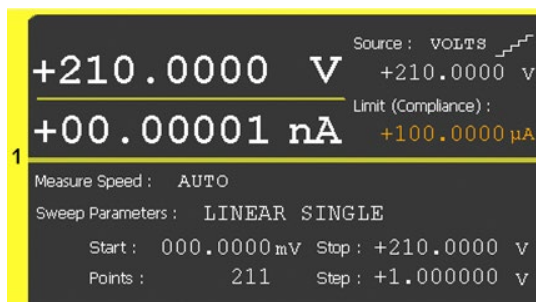 Source : VOLTS
+210.0000 V
+210.0000 V
Limit (Compliance) :
+00.00001 nA
+100.0000 µA
1
Measure Speed : AUTO
Sweep Parameters : LINEAR SINGLE
Start : 000.0000 mV Stop : +210.0000 V
Points : 211 Step : +1.000000 V